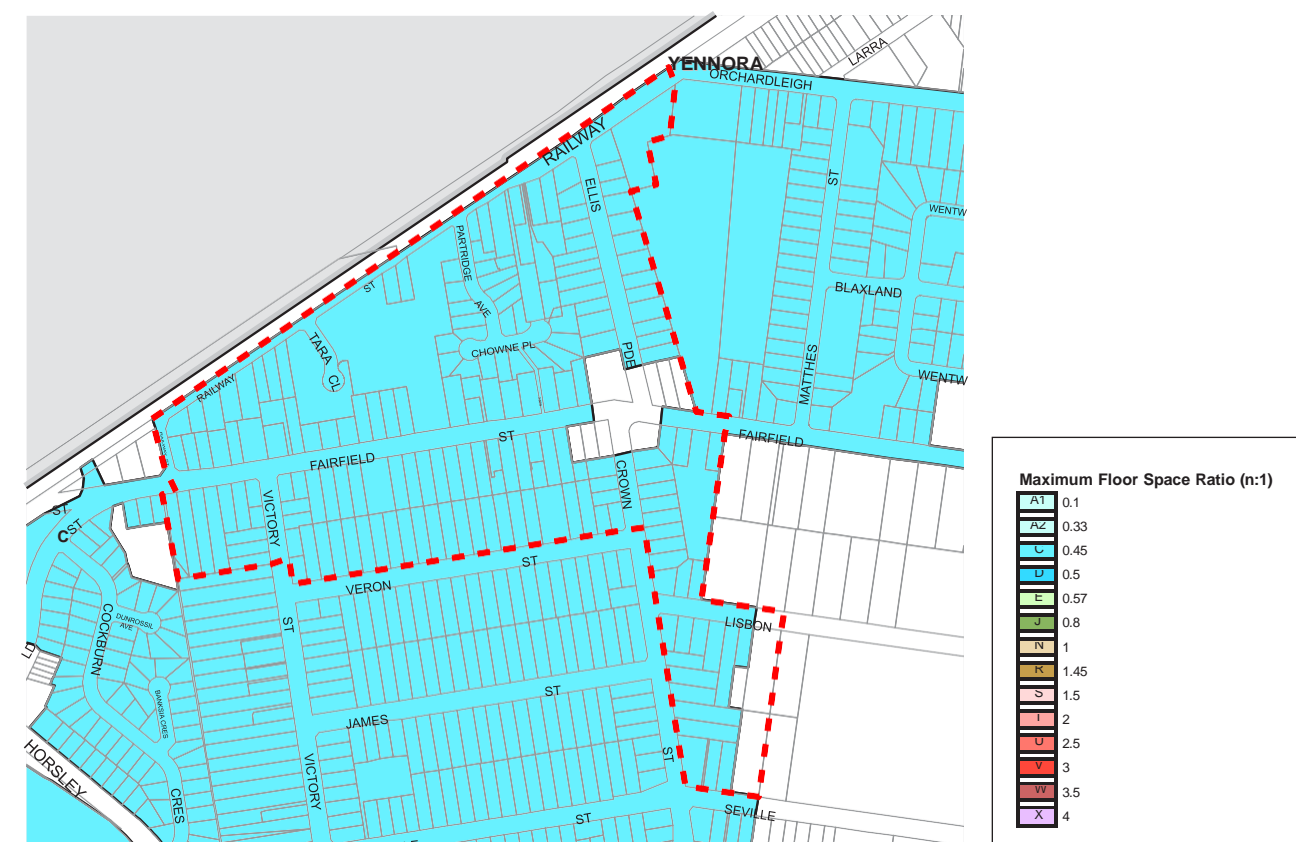 YENNORA
LARRA
ORCHARDLEIGH
RAILWAY
ELLIS
ST
WENTW
PARTRIDGE
AVE
ST
BLAXLAND
TARA CL
CHOWNE PL
PDE
MATTHES
WENTW
RAILWAY
FAIRFIELD
ST
FAIRFIELD
CROWN
VICTORY
ST
ST
C
VERON
ST
COCKBURN
DUNROSSIL
AVE
ST
LISBON
BANKSIA CRES
JAMES
ST
HORSLEY
CRES
VICTORY
ST
ST
SEVILLE
Maximum Floor Space Ratio (n:1)
A1 0.1
A2 0.33
C 0.45
D 0.5
E 0.57
J 0.8
N 1
R 1.45
S 1.5
T 2
U 2.5
V 3
W 3.5
X 4